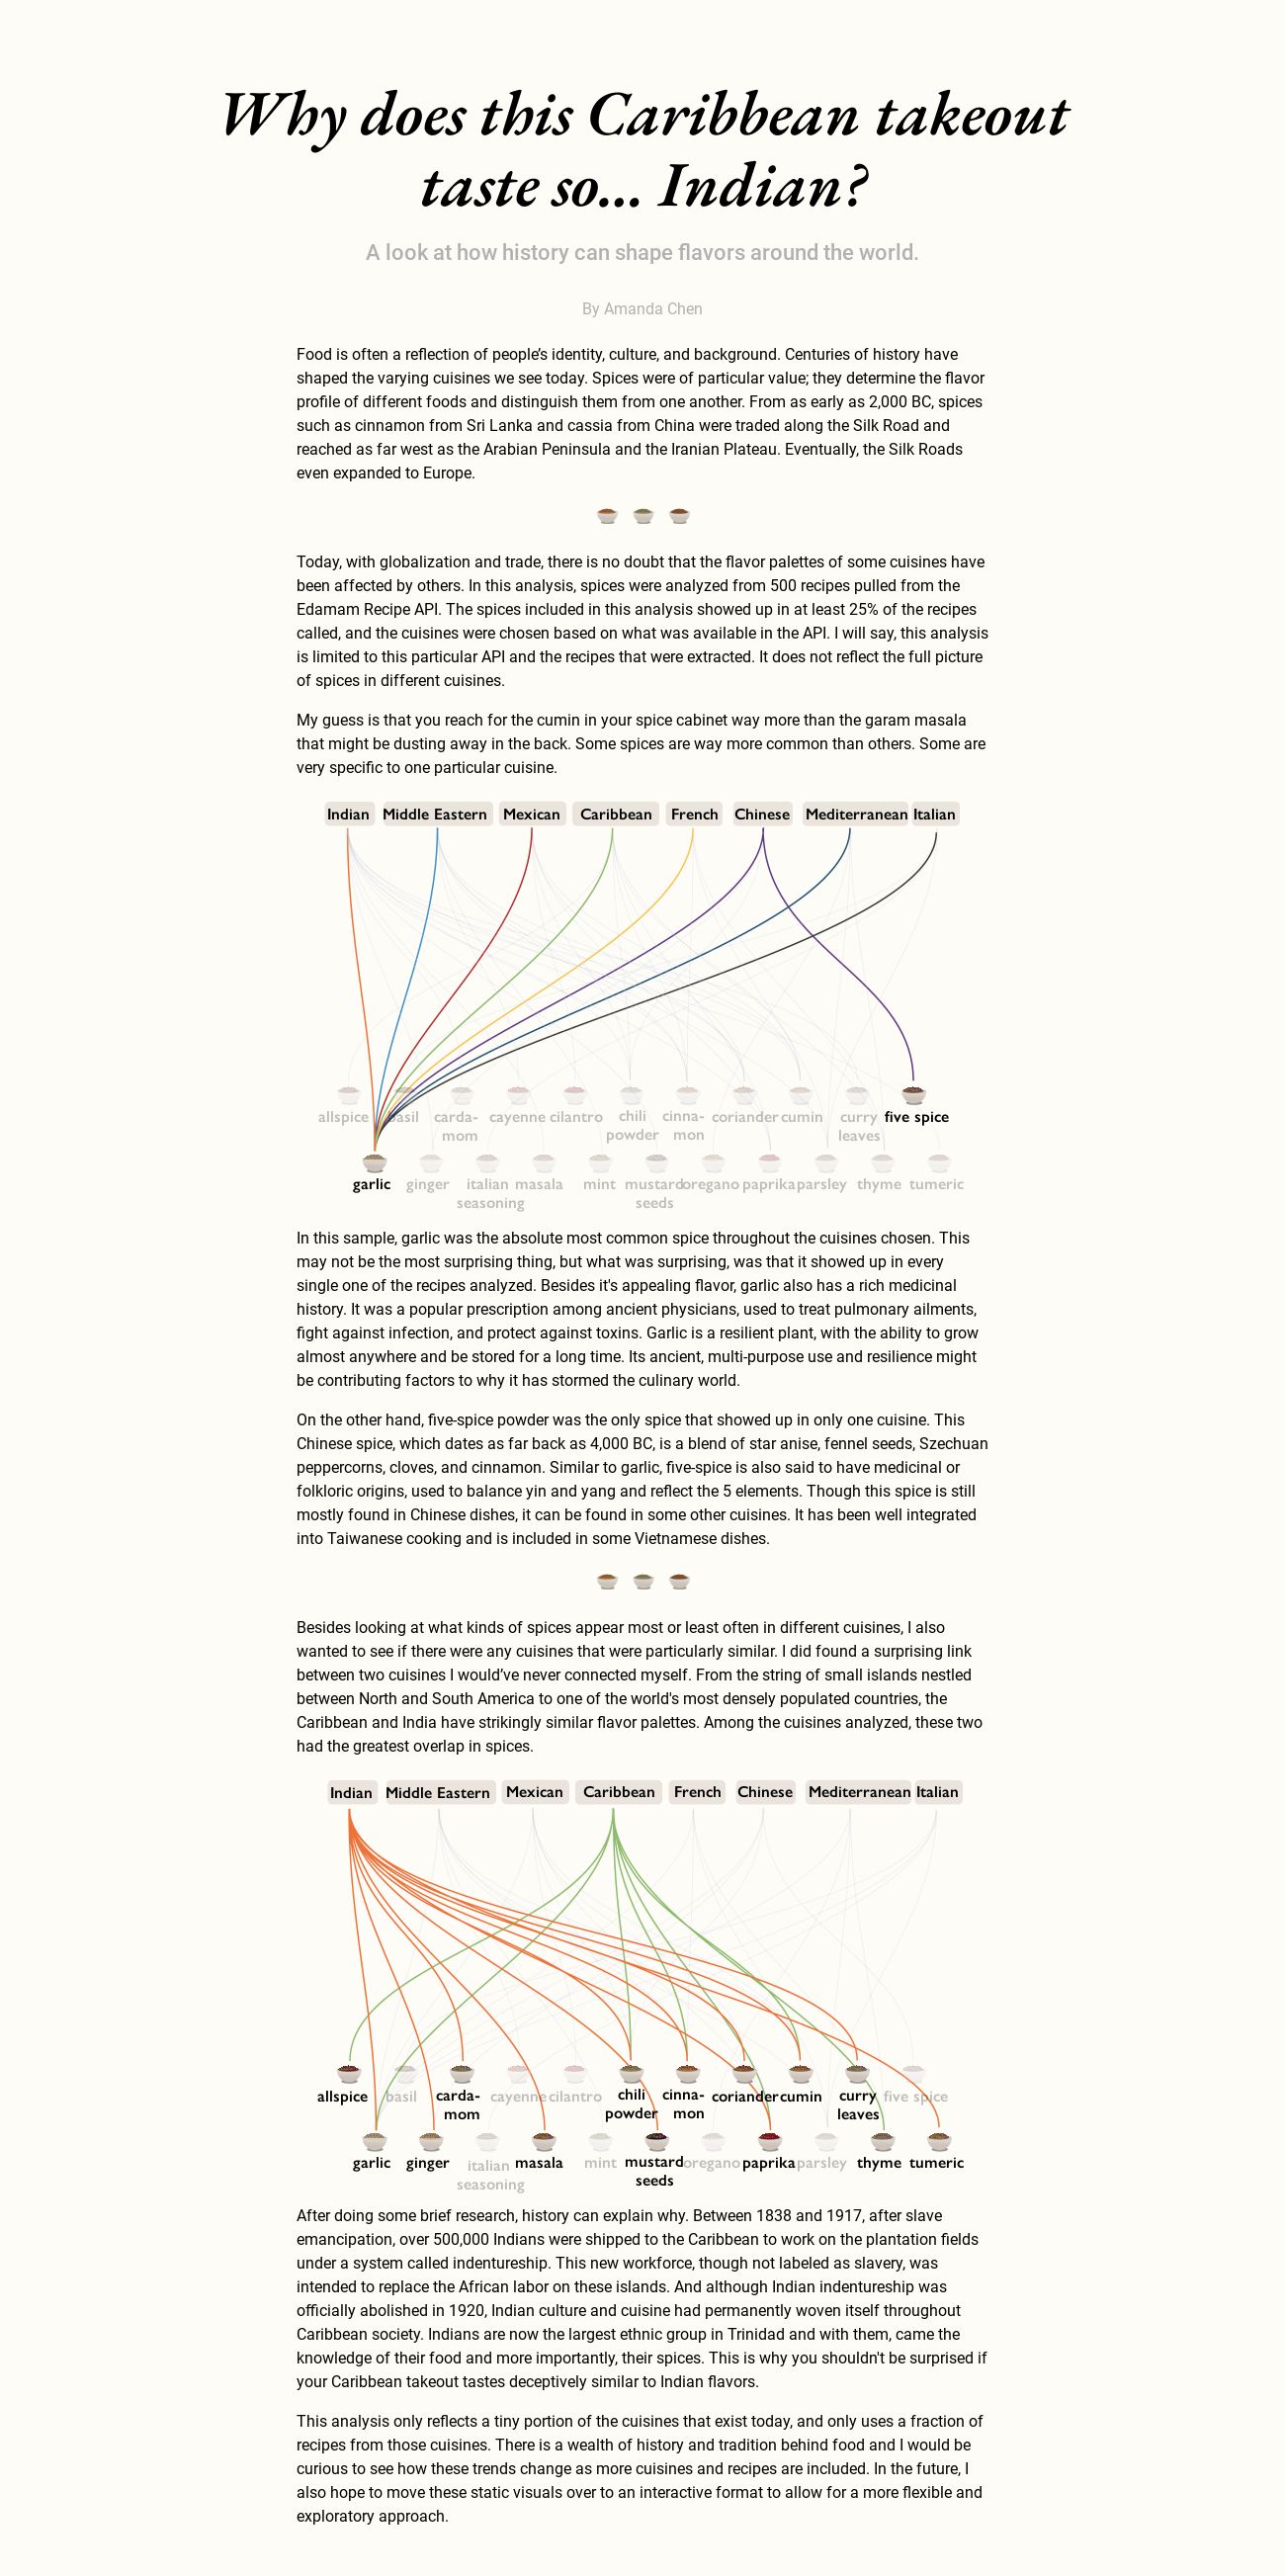 Why does this Caribbean takeout
taste so... Indian?
A look at how history can shape flavors around the world.
By Amanda Chen
Food is often a reflection of people's identity, culture, and background. Centuries of history have
shaped the varying cuisines we see today. Spices were of particular value; they determine the flavor
profile of different foods and distinguish them from one another. From as early as 2,000 BC, spices
such as cinnamon from Sri Lanka and cassia from China were traded along the Silk Road and
reached as far west as the Arabian Peninsula and the Iranian Plateau. Eventually, the Silk Roads
even expanded to Europe.
Today, with globalization and trade, there is no doubt that the flavor palettes of some cuisines have
been affected by others. In this analysis, spices were analyzed from 500 recipes pulled from the
Edamam Recipe API. The spices included in this analysis showed up in at least 25% of the recipes
called, and the cuisines were chosen based on what was available in the API. I will say, this analysis
is limited to this particular API and the recipes that were extracted. It does not reflect the full picture
of spices in different cuisines.
My guess is that you reach for the cumin in your spice cabinet way more than the garam masala
that might be dusting away in the back. Some spices are way more common than others. Some are
very specific to one particular cuisine.
Indian Middle Eastern Mexican Caribbean French Chinese Mediterranean Italian
allspice basil carda- cayenne cilantro chili cinna- coriander cumin curry five spice
mom powder mon leaves
garlic ginger italian masala mint mustard oregano paprika parsley thyme tumeric
seasoning seeds
In this sample, garlic was the absolute most common spice throughout the cuisines chosen. This
may not be the most surprising thing, but what was surprising, was that it showed up in every
single one of the recipes analyzed. Besides it's appealing flavor, garlic also has a rich medicinal
history. It was a popular prescription among ancient physicians, used to treat pulmonary ailments,
fight against infection, and protect against toxins. Garlic is a resilient plant, with the ability to grow
almost anywhere and be stored for a long time. Its ancient, multi-purpose use and resilience might
be contributing factors to why it has stormed the culinary world.
On the other hand, five-spice powder was the only spice that showed up in only one cuisine. This
Chinese spice, which dates as far back as 4,000 BC, is a blend of star anise, fennel seeds, Szechuan
peppercorns, cloves, and cinnamon. Similar to garlic, five-spice is also said to have medicinal or
folkloric origins, used to balance yin and yang and reflect the 5 elements. Though this spice is still
mostly found in Chinese dishes, it can be found in some other cuisines. It has been well integrated
into Taiwanese cooking and is included in some Vietnamese dishes.
Besides looking at what kinds of spices appear most or least often in different cuisines, I also
wanted to see if there were any cuisines that were particularly similar. I did found a surprising link
between two cuisines I would've never connected myself. From the string of small islands nestled
between North and South America to one of the world's most densely populated countries, the
Caribbean and India have strikingly similar flavor palettes. Among the cuisines analyzed, these two
had the greatest overlap in spices.
Indian Middle Eastern Mexican Caribbean French Chinese Mediterranean Italian
allspice basil carda- cayenne cilantro chili cinna- coriander cumin curry five spice
mom powder mon leaves
garlic ginger italian masala mint mustard oregano paprika parsley thyme tumeric
seasoning seeds
After doing some brief research, history can explain why. Between 1838 and 1917, after slave
emancipation, over 500,000 Indians were shipped to the Caribbean to work on the plantation fields
under a system called indentureship. This new workforce, though not labeled as slavery, was
intended to replace the African labor on these islands. And although Indian indentureship was
officially abolished in 1920, Indian culture and cuisine had permanently woven itself throughout
Caribbean society. Indians are now the largest ethnic group in Trinidad and with them, came the
knowledge of their food and more importantly, their spices. This is why you shouldn't be surprised if
your Caribbean takeout tastes deceptively similar to Indian flavors.
This analysis only reflects a tiny portion of the cuisines that exist today, and only uses a fraction of
recipes from those cuisines. There is a wealth of history and tradition behind food and I would be
curious to see how these trends change as more cuisines and recipes are included. In the future, I
also hope to move these static visuals over to an interactive format to allow for a more flexible and
exploratory approach.